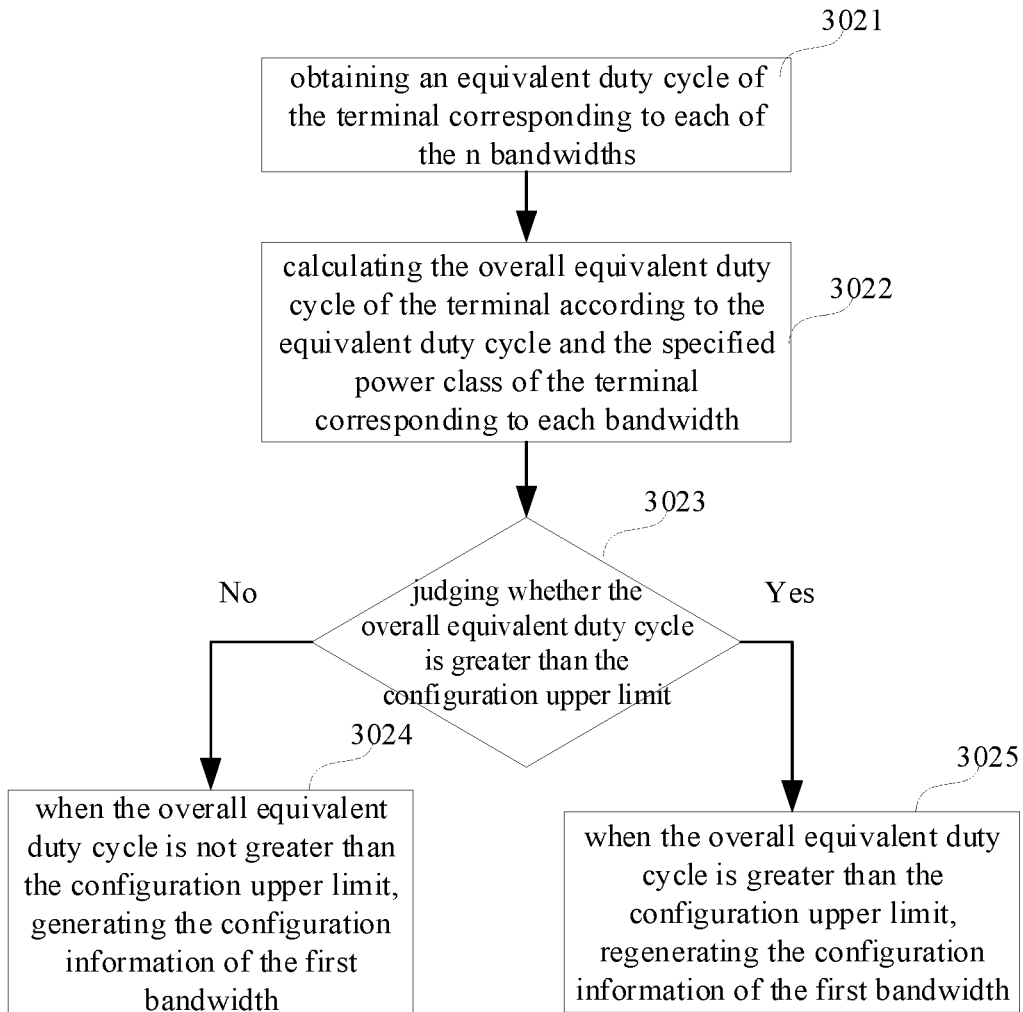 3021
obtaining an equivalent duty cycle of
the terminal corresponding to each of
the n bandwidths
calculating the overall equivalent duty
cycle of the terminal according to the
equivalent duty cycle and the specified
power class of the terminal
corresponding to each bandwidth
3022
3023
No
Yes
judging whether the
overall equivalent duty cycle
is greater than the
configuration upper limit
3024
when the overall equivalent
duty cycle is not greater than
the configuration upper limit,
generating the configuration
information of the first
bandwidth
3025
when the overall equivalent duty
cycle is greater than the
configuration upper limit,
regenerating the configuration
information of the first bandwidth